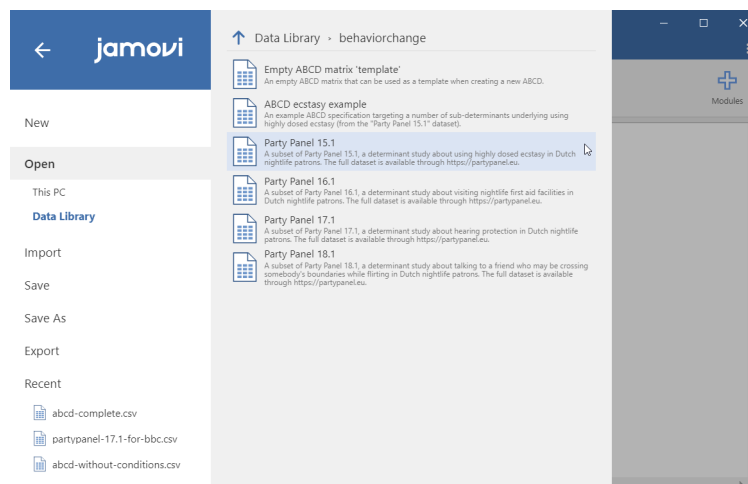 jamovi
Data Library › behaviorchange
Empty ABCD matrix 'template'
An empty ABCD matrix that can be used as a template when creating a new ABCD.
ABCD ecstasy example
An example ABCD specification targeting a number of sub-determinants underlying using
highly dosed ecstasy (from the "Party Panel 15.1" dataset).
Party Panel 15.1
A subset of Party Panel 15.1, a determinant study about using highly dosed ecstasy in Dutch
nightlife patrons. The full dataset is available through https://partypanel.eu.
Party Panel 16.1
A subset of Party Panel 16.1, a determinant study about visiting nightlife first aid facilities in
Dutch nightlife patrons. The full dataset is available through https://partypanel.eu.
Party Panel 17.1
A subset of Party Panel 17.1, a determinant study about hearing protection in Dutch nightlife
patrons. The full dataset is available through https://partypanel.eu.
Party Panel 18.1
A subset of Party Panel 18.1, a determinant study about talking to a friend who may be crossing
somebody's boundaries while flirting in Dutch nightlife patrons. The full dataset is available
through https://partypanel.eu.
New
Open
This PC
Data Library
Import
Save
Save As
Export
Recent
abcd-complete.csv
partypanel-17.1-for-bbc.csv
abcd-without-conditions.csv
Modules